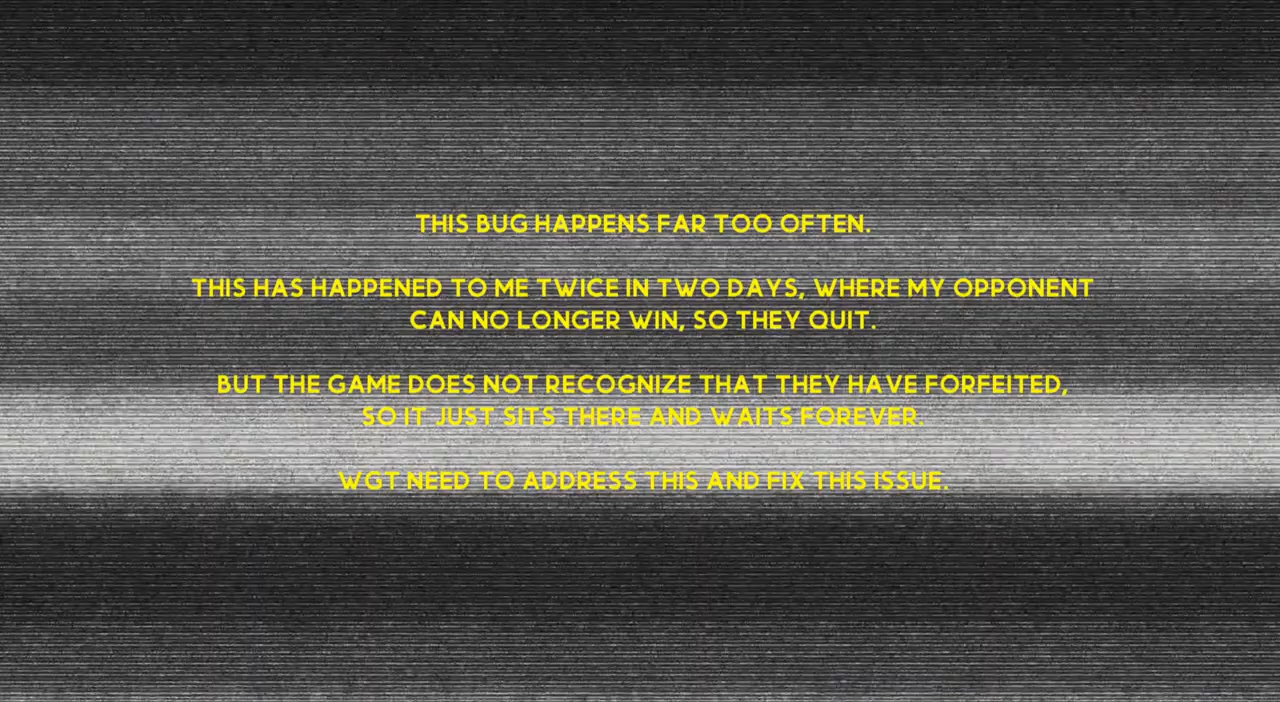 THIS BUG HAPPENS FAR TOO OFTEN.
THIS HAS HAPPENED TO ME TWICE IN TWO DAYS, WHERE MY OPPONENT
CAN NO LONGER WIN, SO THEY QUIT.
BUT THE GAME DOES NOT RECOGNIZE THAT THEY HAVE FORFEITED,
SO IT JUST SITS THERE AND WAITS FOREVER.
WGT NEED TO ADDRESS THIS AND FIX THIS ISSUE.